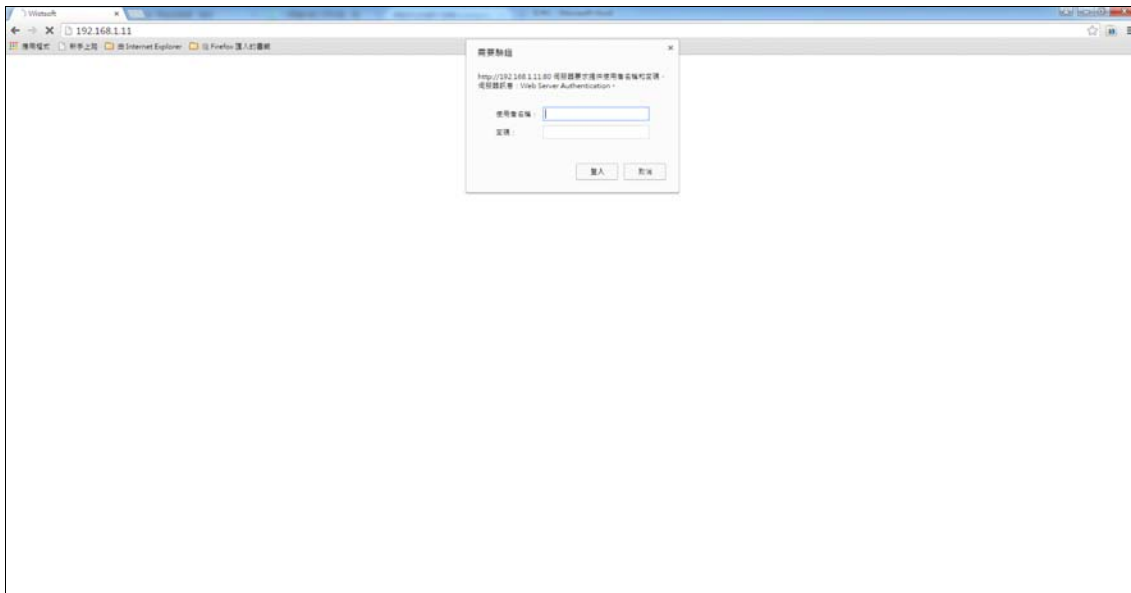 Wistsoft
192.168.1.11
應用程式 新手上路 由 Internet Explorer 從 Firefox 匯入的書籤
需要驗證
http://192.168.1.11:80 伺服器要求提供使用者名稱和密碼。
伺服器訊息：Web Server Authentication。
使用者名稱：
密碼：
登入 取消